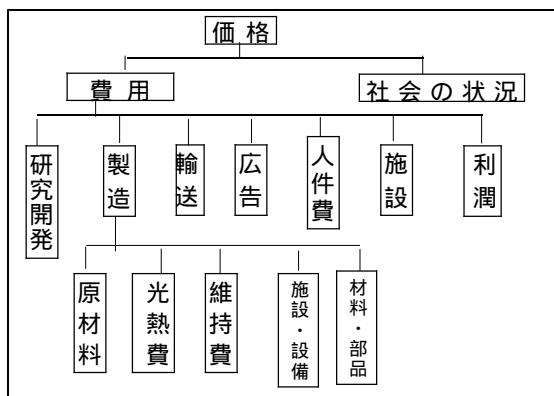 価格
費用
社会の状況
研究開発
製造
輸送
広告
人件費
施設
利潤
原材料
光熱費
維持費
施設・設備
材料・部品